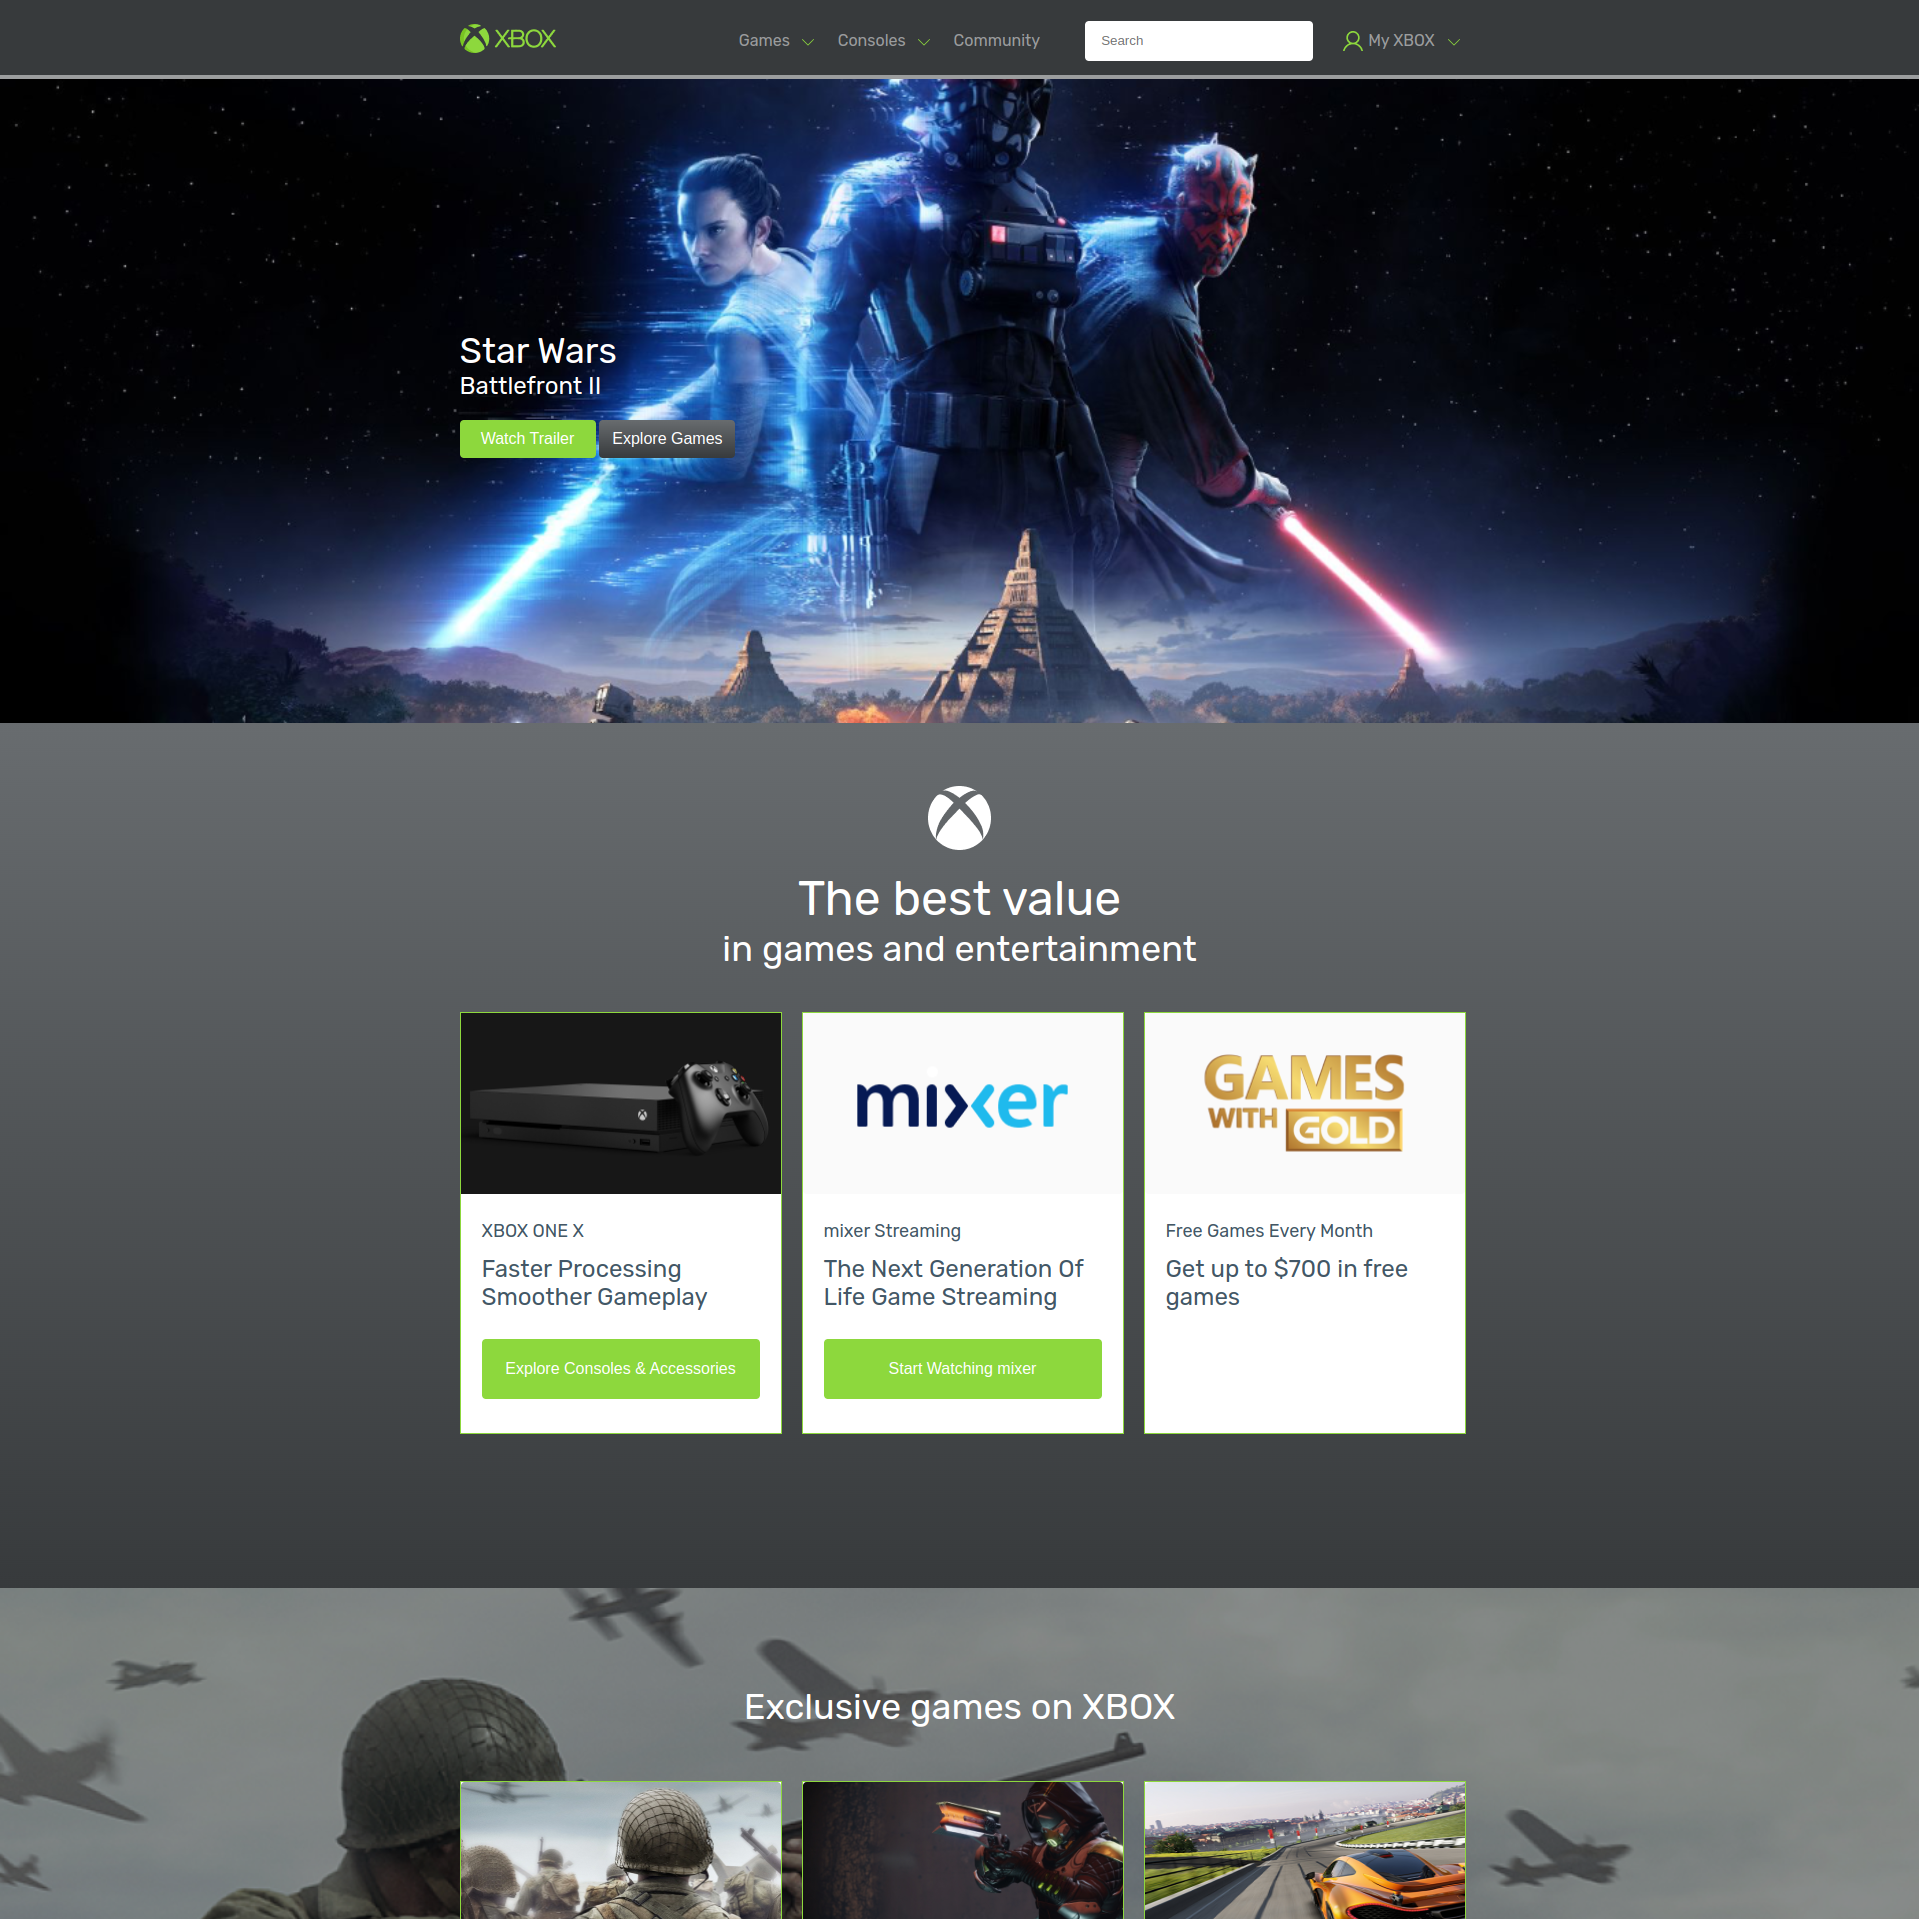 XBOX
Games
Consoles
Community
Search
My XBOX
Star Wars
Battlefront II
Watch Trailer
Explore Games
The best value
in games and entertainment
mixer
GAMES
WITH GOLD
XBOX ONE X
Faster Processing
Smoother Gameplay
Explore Consoles & Accessories
mixer Streaming
The Next Generation Of
Life Game Streaming
Start Watching mixer
Free Games Every Month
Get up to $700 in free
games
Exclusive games on XBOX